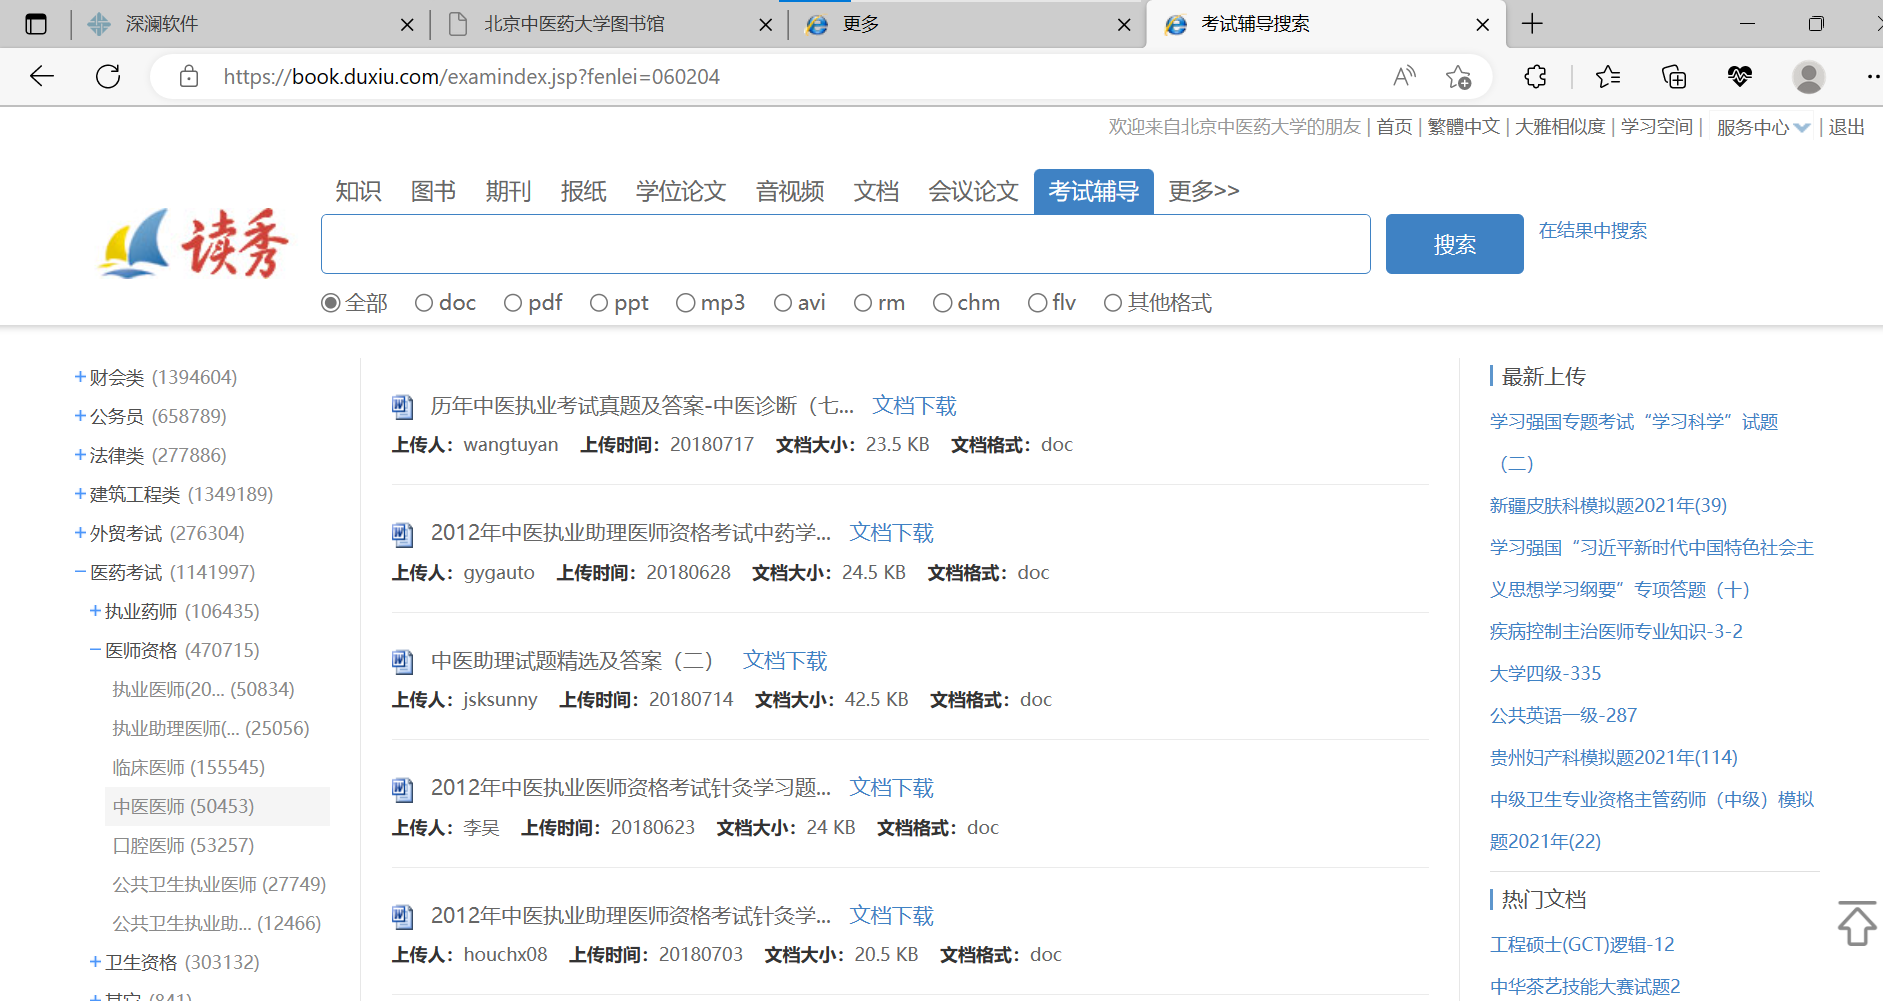 深澜软件
北京中医药大学图书馆
更多
考试辅导搜索
https://book.duxiu.com/examindex.jsp?fenlei=060204
欢迎来自北京中医药大学的朋友 | 首页 | 繁體中文 | 大雅相似度 | 学习空间 | 服务中心 | 退出
读秀
知识 图书 期刊 报纸 学位论文 音视频 文档 会议论文 考试辅导 更多>>
搜索
在结果中搜索
全部 doc pdf ppt mp3 avi rm chm flv 其他格式
+财会类 (1394604)
+公务员 (658789)
+法律类 (277886)
+建筑工程类 (1349189)
+外贸考试 (276304)
−医药考试 (1141997)
+执业药师 (106435)
−医师资格 (470715)
执业医师(20... (50834)
执业助理医师(... (25056)
临床医师 (155545)
中医医师 (50453)
口腔医师 (53257)
公共卫生执业医师 (27749)
公共卫生执业助... (12466)
+卫生资格 (303132)
+其它 (841)
历年中医执业考试真题及答案-中医诊断（七... 文档下载
上传人：wangtuyan 上传时间：20180717 文档大小：23.5 KB 文档格式：doc
2012年中医执业助理医师资格考试中药学... 文档下载
上传人：gygauto 上传时间：20180628 文档大小：24.5 KB 文档格式：doc
中医助理试题精选及答案（二） 文档下载
上传人：jsksunny 上传时间：20180714 文档大小：42.5 KB 文档格式：doc
2012年中医执业医师资格考试针灸学习题... 文档下载
上传人：李昊 上传时间：20180623 文档大小：24 KB 文档格式：doc
2012年中医执业助理医师资格考试针灸学... 文档下载
上传人：houchx08 上传时间：20180703 文档大小：20.5 KB 文档格式：doc
最新上传
学习强国专题考试“学习科学”试题
（二）
新疆皮肤科模拟题2021年(39)
学习强国“习近平新时代中国特色社会主
义思想学习纲要”专项答题（十）
疾病控制主治医师专业知识-3-2
大学四级-335
公共英语一级-287
贵州妇产科模拟题2021年(114)
中级卫生专业资格主管药师（中级）模拟
题2021年(22)
热门文档
工程硕士(GCT)逻辑-12
中华茶艺技能大赛试题2